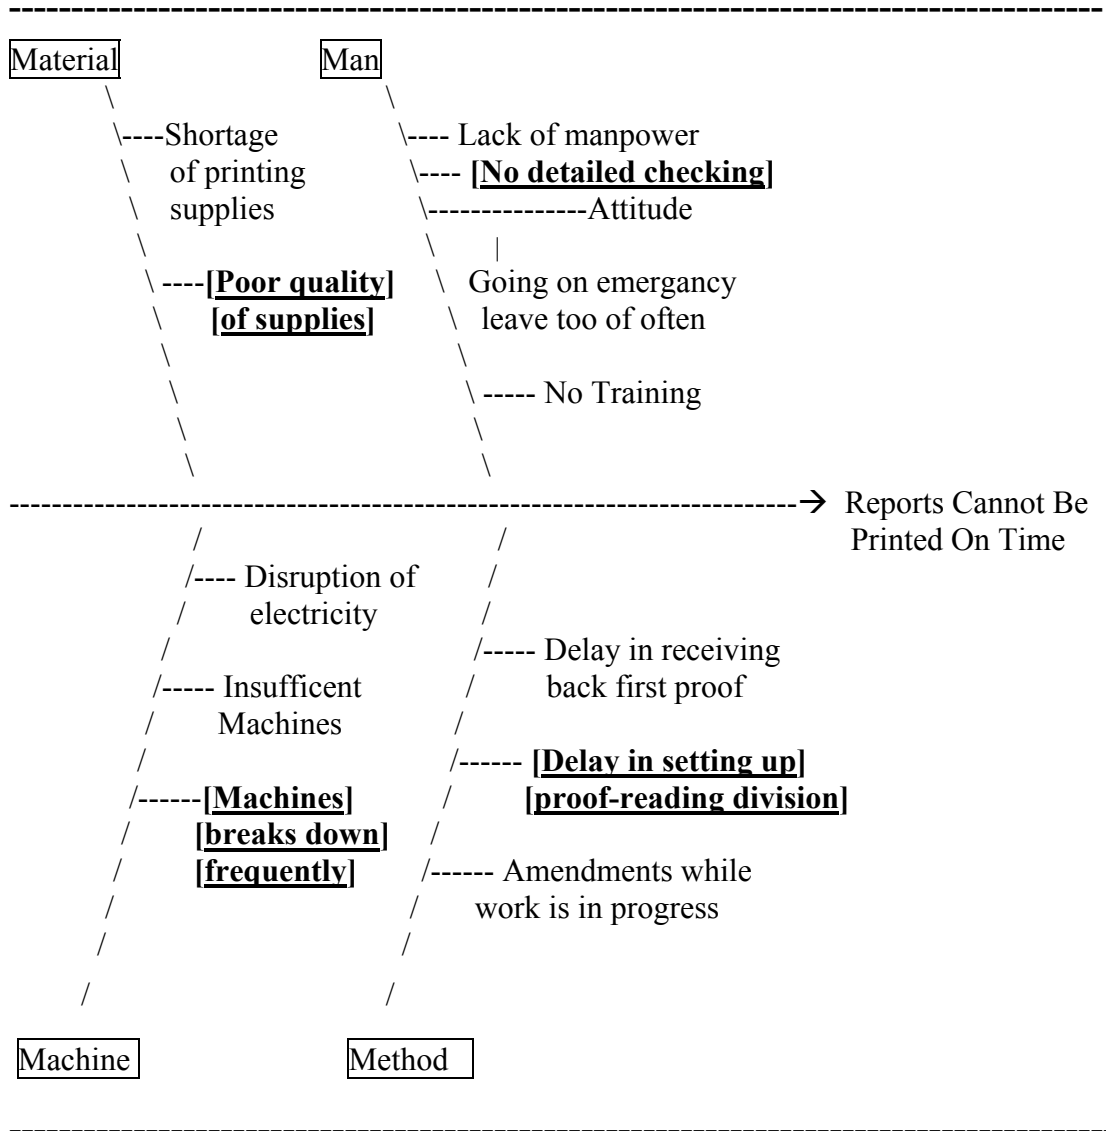 Material
Man
----Shortage
of printing
supplies
----[Poor quality]
[of supplies]
---- Lack of manpower
---- [No detailed checking]
---------------Attitude
Going on emergancy
leave too of often
----- No Training
Reports Cannot Be
Printed On Time
---- Disruption of
electricity
----- Insufficent
Machines
------[Machines]
[breaks down]
[frequently]
----- Delay in receiving
back first proof
------ [Delay in setting up]
[proof-reading division]
------ Amendments while
work is in progress
Machine
Method